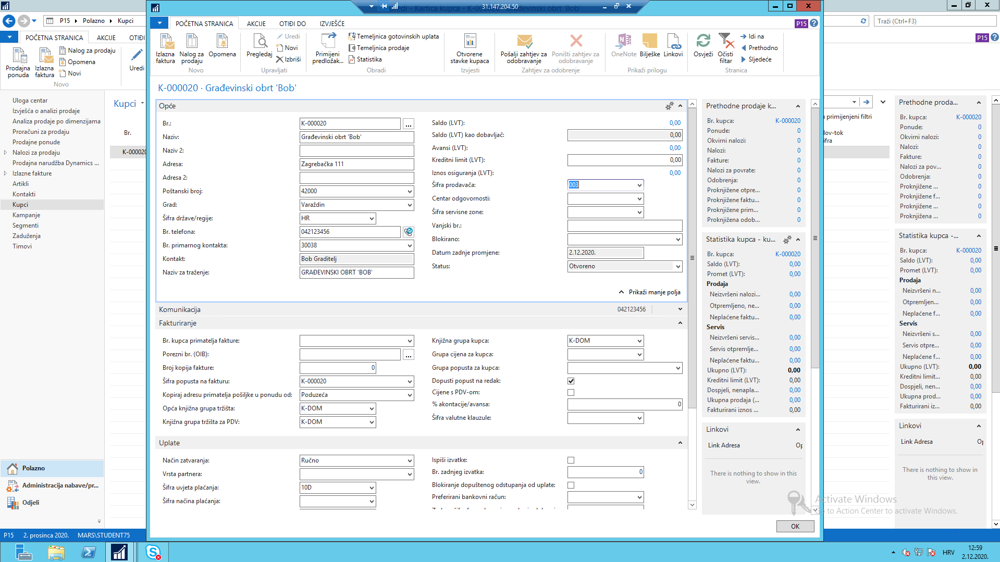 31.147.204.50
P15 Polazno Kupci
Traži (Ctrl+F3)
POČETNA STRANICA AKCIJE OTIĐI
Prodajna ponuda
Izlazna faktura
Nalog za prodaju
Opomena
Novi
Uredi
Novo
P15
POČETNA STRANICA AKCIJE OTIĐI DO IZVJEŠĆE
P15
Izlazna faktura
Nalog za prodaju
Opomena
Novo
Pregledaj
Uredi
Novi
Izbriši
Upravljati
Primijeni predložak...
Temeljnica gotovinskih uplata
Temeljnica prodaje
Statistika
Obradi
Otvorene stavke kupaca
Izvjesti
Pošalji zahtjev za odobravanje
Poništi zahtjev za odobravanje
Zahtjev za odobrenje
OneNote
Bilješke
Linkovi
Prikaži prilogu
Osvježi
Očisti filtar
Idi na
Prethodno
Sljedeće
Stranica
Uloga centar
Izvješća o analizi prodaje
Analiza prodaje po dimenzijama
Proračuni za prodaju
Prodajne ponude
Nalozi za prodaju
Prodajna narudžba Dynamics ...
Izlazne fakture
Artikli
Kontakti
Kupci
Kampanje
Segmenti
Zaduženja
Timovi
Polazno
Administracija nabave/pr...
Odjeli
Kupci
Br.
K-000020
K-000020 · Građevinski obrt 'Bob'
Opće
Br.: K-000020
Naziv: Građevinski obrt 'Bob'
Naziv 2:
Adresa: Zagrebačka 111
Adresa 2:
Poštanski broj: 42000
Grad: Varaždin
Šifra države/regije: HR
Br. telefona: 042123456
Br. primarnog kontakta: 30038
Kontakt: Bob Graditelj
Naziv za traženje: GRAĐEVINSKI OBRT 'BOB'
Saldo (LVT): 0,00
Saldo (LVT) kao dobavljač: 0,00
Avansi (LVT): 0,00
Kreditni limit (LVT): 0,00
Iznos osiguranja (LVT): 0,00
Šifra prodavača: 003
Centar odgovornosti:
Šifra servisne zone:
Vanjski br.:
Blokirano:
Datum zadnje promjene: 2.12.2020.
Status: Otvoreno
Prikaži manje polja
Komunikacija 042123456
Fakturiranje
Br. kupca primatelja fakture:
Porezni br. (OIB):
Broj kopija fakture: 0
Šifra popusta na fakturu: K-000020
Kopiraj adresu primatelja pošiljke u ponudu od: Poduzeća
Opća knjižna grupa tržišta: K-DOM
Knjižna grupa tržišta za PDV: K-DOM
Knjižna grupa kupca: K-DOM
Grupa cijena za kupca:
Grupa popusta za kupca:
Dopusti popust na redak:
Cijene s PDV-om:
% akontacije/avansa: 0
Šifra valutne klauzule:
Uplate
Način zatvaranja: Ručno
Vrsta partnera:
Šifra uvjeta plaćanja: 10D
Šifra načina plaćanja:
Ispiši izvatke:
Br. zadnjeg izvatka: 0
Blokiranje dopuštenog odstupanja od uplate:
Preferirani bankovni račun:
Prethodne prodaje k...
Br. kupca: K-000020
Ponude: 0
Okvirni nalozi: 0
Nalozi: 0
Fakture: 0
Nalozi za povrate: 0
Odobrenja: 0
Proknjižene otpre... 0
Proknjižene faktu... 0
Proknjižene prim... 0
Proknjižena odob... 0
Statistika kupca - ku...
Br. kupca: K-000020
Saldo (LVT): 0,00
Promet (LVT): 0,00
Prodaja
Neizvršeni nalozi... 0,00
Otpremljeno, ne... 0,00
Neplaćene faktu... 0,00
Servis
Neizvršeni servis... 0,00
Servis otpremlje... 0,00
Neplaćene faktu... 0,00
Ukupno (LVT): 0,00
Kreditni limit (LVT): 0,00
Dospjeli, nenapla... 0,00
Ukupna prodaja (... 0,00
Fakturirani iznos ... 0,00
Linkovi
Link Adresa
There is nothing to show in this view.
OK
primijenjeni filtri
Prethodne proda...
Br. kupca: K-000020
Ponude: 0
Okvirni nalozi: 0
Nalozi: 0
Fakture: 0
Nalozi za pov... 0
Odobrenja: 0
Proknjižene ... 0
Proknjižene f... 0
Proknjižene ... 0
Proknjižena ... 0
Statistika kupca -...
Br. kupca: K-000020
Saldo (LVT): 0,00
Promet (LVT): 0,00
Prodaja
Neizvršeni n... 0,00
Otpremljen... 0,00
Neplaćene f... 0,00
Servis
Neizvršeni s... 0,00
Servis otpre... 0,00
Neplaćene f... 0,00
Ukupno (LVT): 0,00
Kreditni limit... 0,00
Dospjeli, nen... 0,00
Ukupna prod... 0,00
Fakturirani iz... 0,00
Linkovi
Link Adresa
There is nothing to show in this view.
Activate Windows
Go to Action Center to activate Windows.
P15 2. prosinca 2020. MARS\STUDENT75
HRV
12:59
2.12.2020.